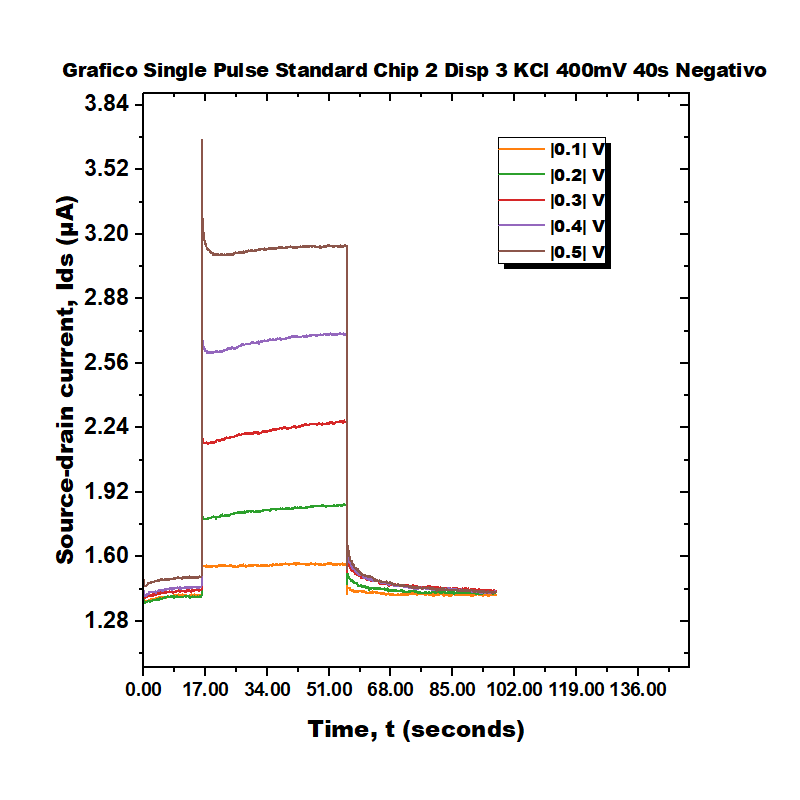 Grafico Single Pulse Standard Chip 2 Disp 3 KCl 400mV 40s Negativo
3.84
3.52
3.20
2.88
2.56
2.24
1.92
1.60
1.28
Source-drain current, Ids (µA)
|0.1| V
|0.2| V
|0.3| V
|0.4| V
|0.5| V
0.00 17.00 34.00 51.00 68.00 85.00 102.00 119.00 136.00
Time, t (seconds)